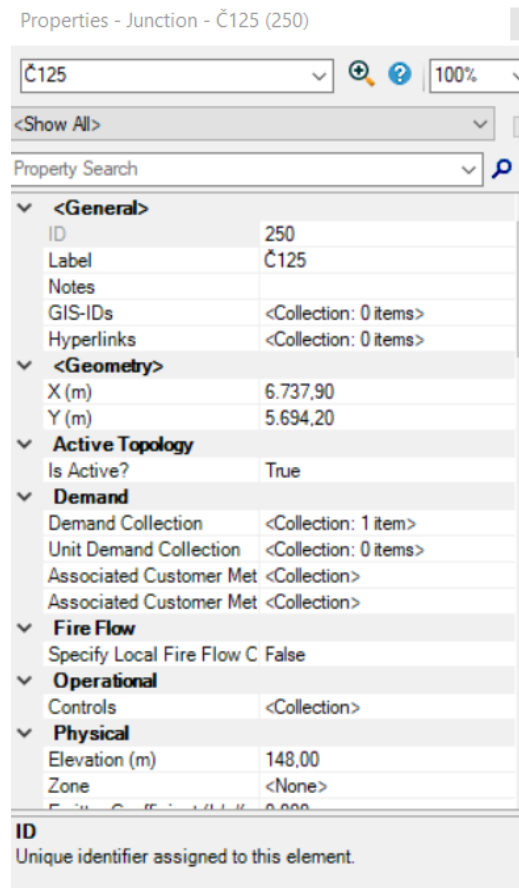 Properties - Junction - Č125 (250)
Č125 100%
<Show All>
Property Search
<General>
ID 250
Label Č125
Notes
GIS-IDs <Collection: 0 items>
Hyperlinks <Collection: 0 items>
<Geometry>
X (m) 6.737,90
Y (m) 5.694,20
Active Topology
Is Active? True
Demand
Demand Collection <Collection: 1 item>
Unit Demand Collection <Collection: 0 items>
Associated Customer Met <Collection>
Associated Customer Met <Collection>
Fire Flow
Specify Local Fire Flow C False
Operational
Controls <Collection>
Physical
Elevation (m) 148,00
Zone <None>
ID
Unique identifier assigned to this element.